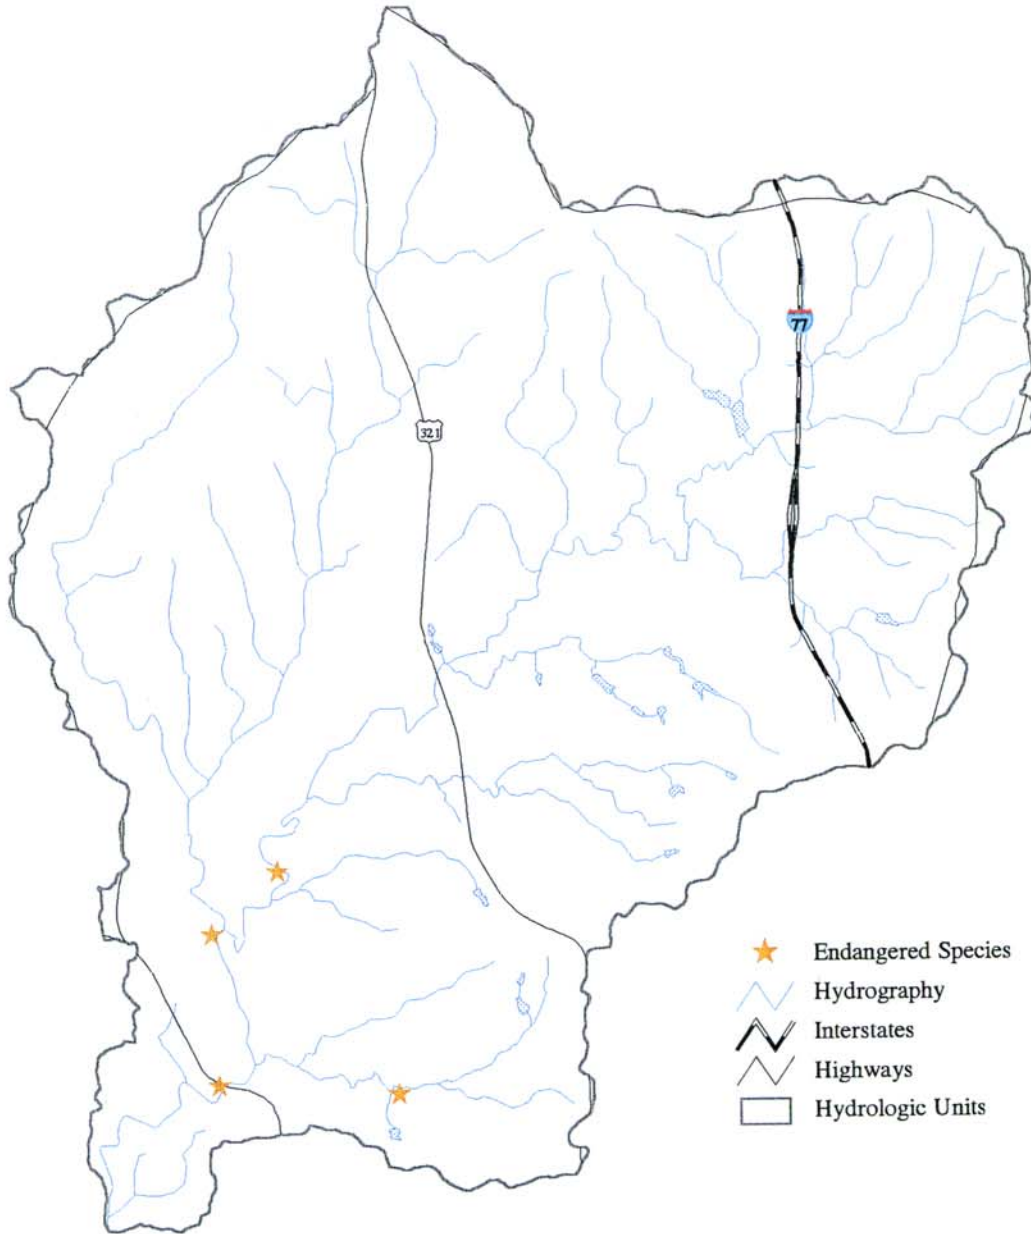 77
321
Endangered Species
Hydrography
Interstates
Highways
Hydrologic Units